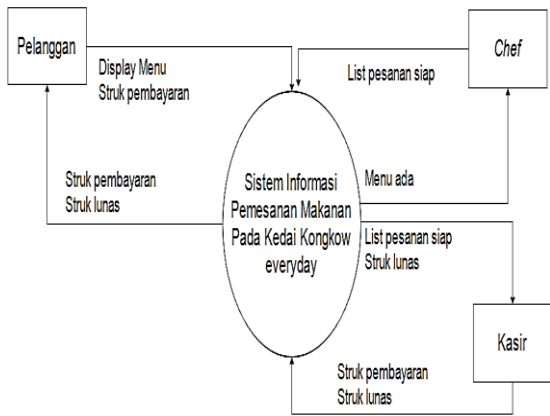 Pelanggan
Display Menu
Struk pembayaran
Chef
List pesanan siap
Struk pembayaran
Struk lunas
Sistem Informasi
Pemesanan Makanan
Pada Kedai Kongkow
everyday
Menu ada
List pesanan siap
Struk lunas
Kasir
Struk pembayaran
Struk lunas